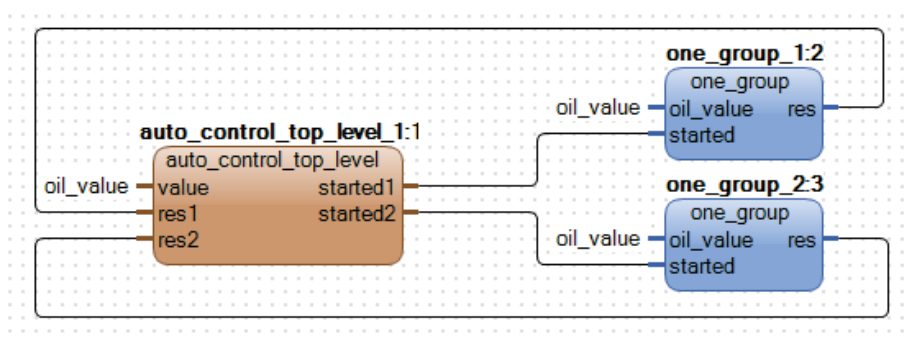 one_group_1:2
one_group
oil_value
oil_value res
started
auto_control_top_level_1:1
auto_control_top_level
oil_value
value started1
res1 started2
res2
one_group_2:3
one_group
oil_value
oil_value res
started